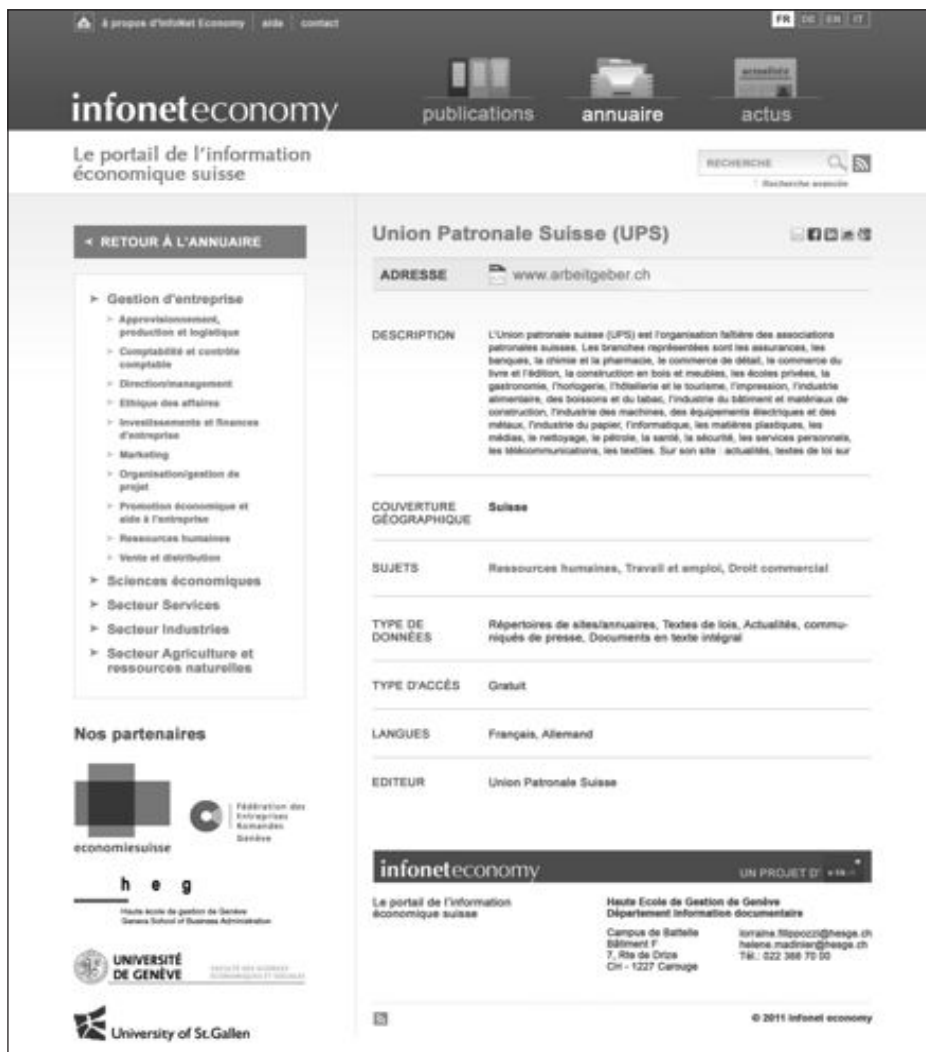 à propos d'InfoNet Economy aide contact
FR DE EN IT
infoneteconomy
publications
annuaire
actualités
actus
Le portail de l'information
économique suisse
RECHERCHE
Recherche avancée
RETOUR À L'ANNUAIRE
Gestion d'entreprise
Approvisionnement,
production et logistique
Comptabilité et contrôle
comptable
Direction/management
Ethique des affaires
Investissements et finances
d'entreprise
Marketing
Organisation/gestion de
projet
Promotion économique et
aide à l'entreprise
Ressources humaines
Vente et distribution
Sciences économiques
Secteur Services
Secteur Industries
Secteur Agriculture et
ressources naturelles
Nos partenaires
economiesuisse
Fédération des
Entreprises
Romandes
Genève
h e g
Haute école de gestion de Genève
Geneva School of Business Administration
UNIVERSITÉ
DE GENÈVE
FACULTÉ DES SCIENCES
ÉCONOMIQUES ET SOCIALES
University of St.Gallen
Union Patronale Suisse (UPS)
ADRESSE www.arbeitgeber.ch
DESCRIPTION L'Union patronale suisse (UPS) est l'organisation faîtière des associations
patronales suisses. Les branches représentées sont les assurances, les
banques, la chimie et la pharmacie, le commerce de détail, le commerce du
livre et l'édition, la construction en bois et meubles, les écoles privées, la
gastronomie, l'horlogerie, l'hôtellerie et le tourisme, l'impression, l'industrie
alimentaire, des boissons et du tabac, l'industrie du bâtiment et matériaux de
construction, l'industrie des machines, des équipements électriques et des
métaux, l'industrie du papier, l'informatique, les matières plastiques, les
médias, le nettoyage, le pétrole, la santé, la sécurité, les services personnels,
les télécommunications, les textiles. Sur son site : actualités, textes de loi sur
COUVERTURE
GÉOGRAPHIQUE
Suisse
SUJETS Ressources humaines, Travail et emploi, Droit commercial
TYPE DE
DONNÉES
Répertoires de sites/annuaires, Textes de lois, Actualités, commu-
niqués de presse, Documents en texte intégral
TYPE D'ACCÈS Gratuit
LANGUES Français, Allemand
EDITEUR Union Patronale Suisse
infoneteconomy
UN PROJET D'
Le portail de l'information
économique suisse
Haute Ecole de Gestion de Genève
Département information documentaire
Campus de Battelle
Bâtiment F
7, Rte de Drize
CH - 1227 Carouge
lorraine.filippozzi@hesge.ch
helene.madinier@hesge.ch
Tél.: 022 388 70 00
© 2011 infonet economy